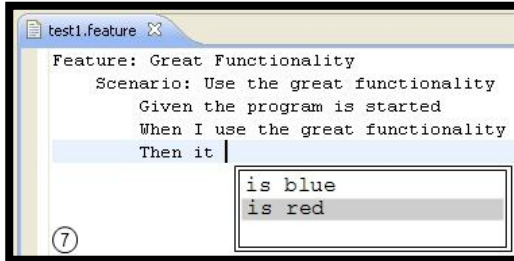 test1.feature
Feature: Great Functionality
Scenario: Use the great functionality
Given the program is started
When I use the great functionality
Then it
is blue
is red
7